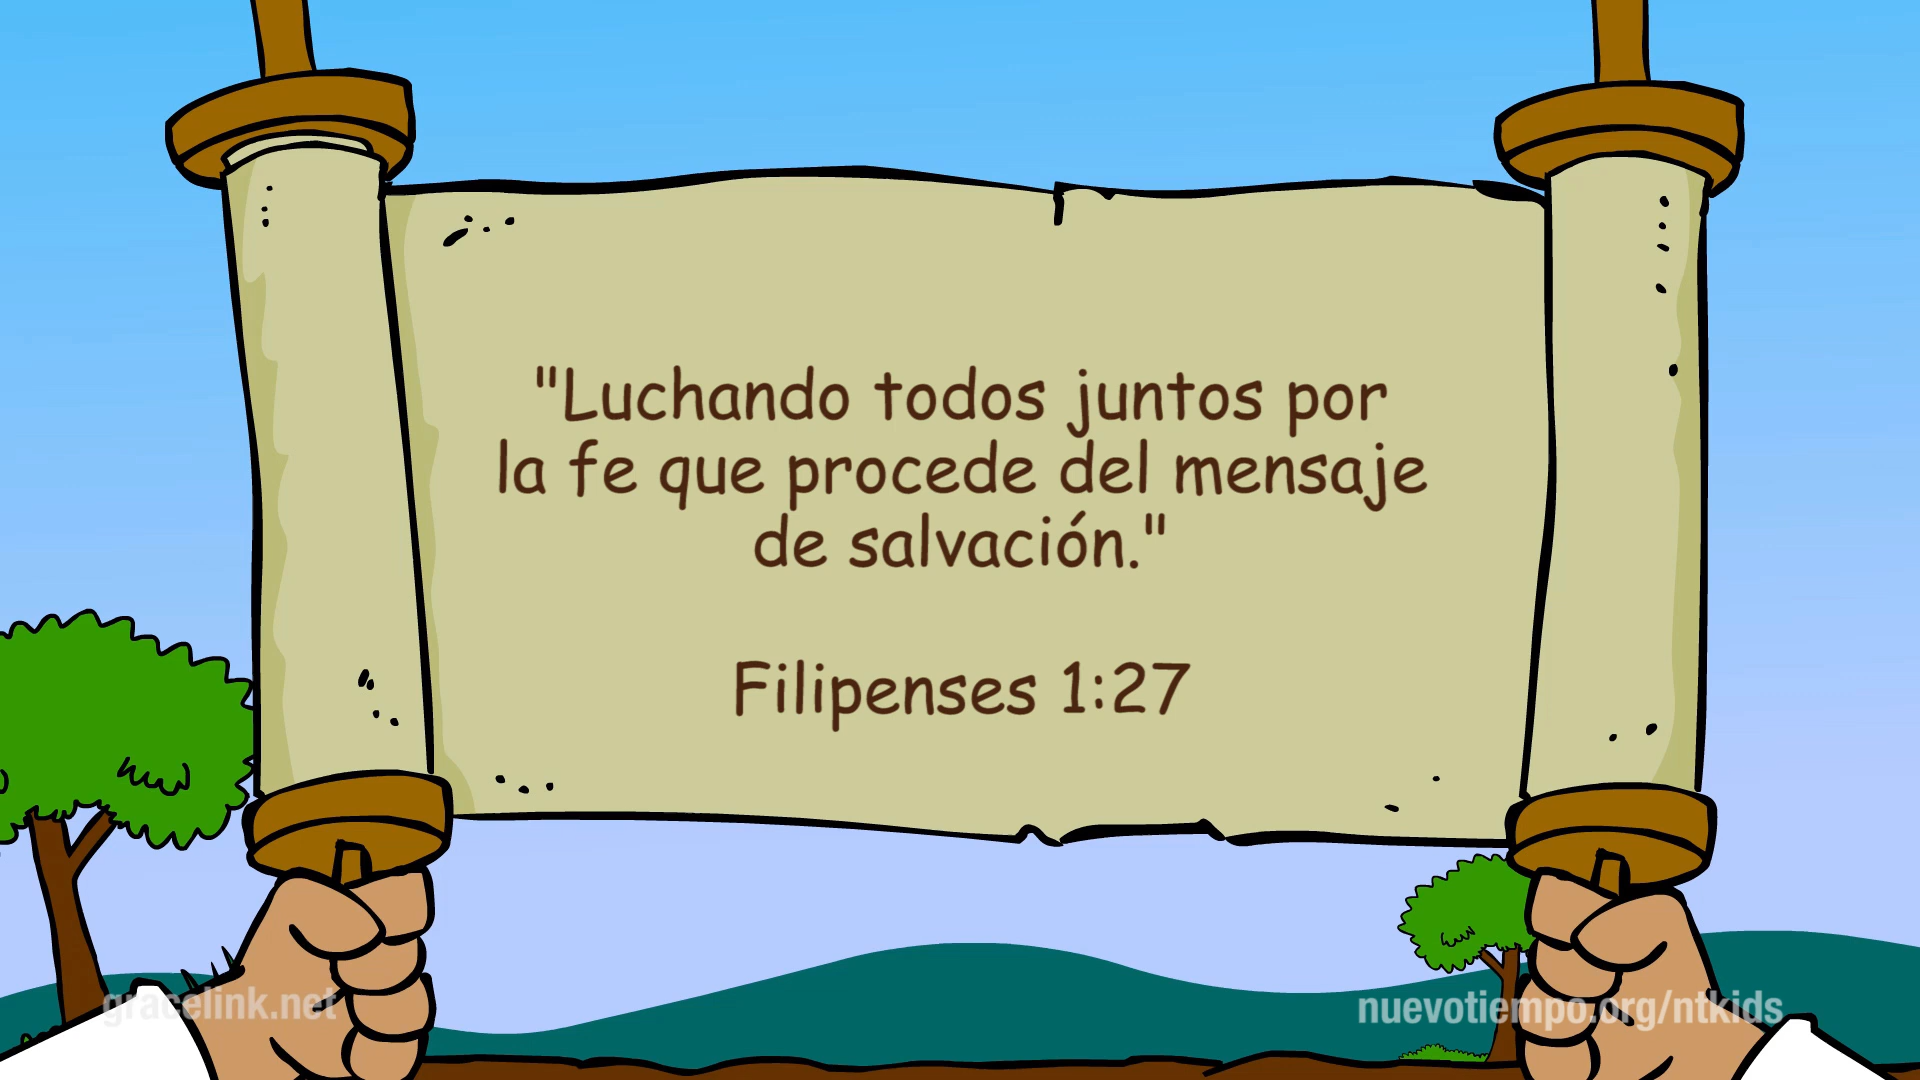 "Luchando todos juntos por
la fe que procede del mensaje
de salvación."
Filipenses 1:27
gracelink.net
nuevotiempo.org/ntkids